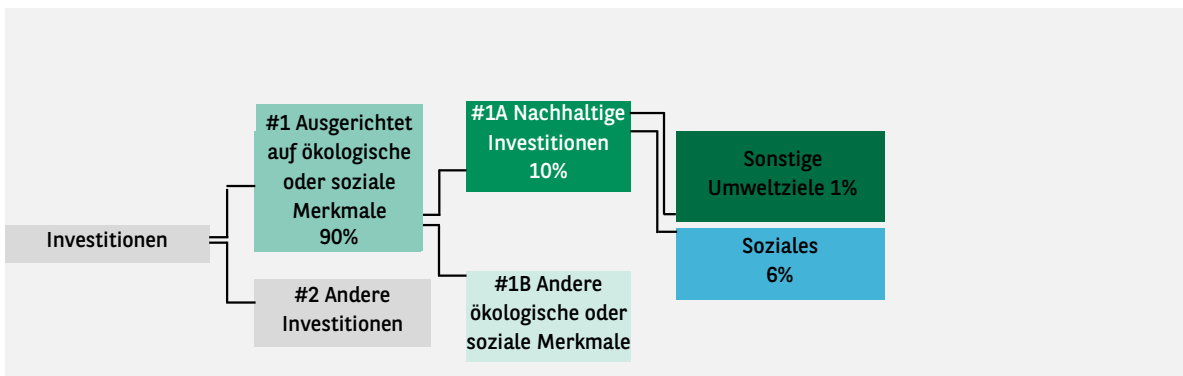 Investitionen
#1 Ausgerichtet
auf ökologische
oder soziale
Merkmale
90%
#2 Andere
Investitionen
#1A Nachhaltige
Investitionen
10%
#1B Andere
ökologische oder
soziale Merkmale
Sonstige
Umweltziele 1%
Soziales
6%